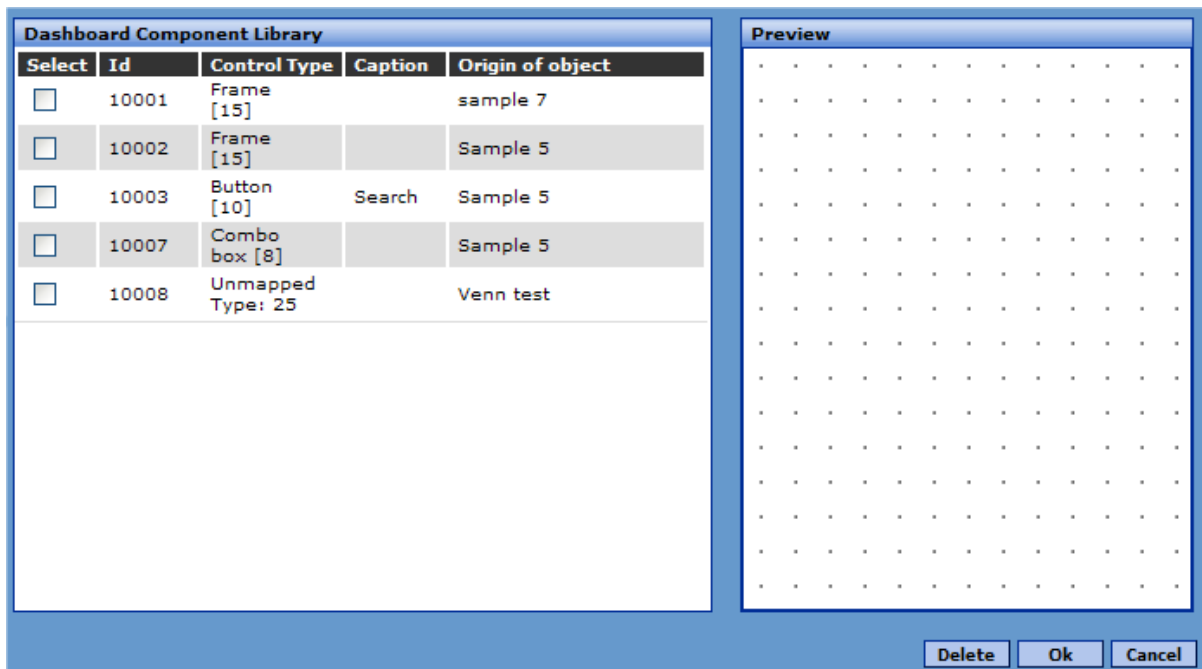 Dashboard Component Library
Select Id Control Type Caption Origin of object
10001 Frame [15] sample 7
10002 Frame [15] Sample 5
10003 Button [10] Search Sample 5
10007 Combo box [8] Sample 5
10008 Unmapped Type: 25 Venn test
Preview
Delete Ok Cancel